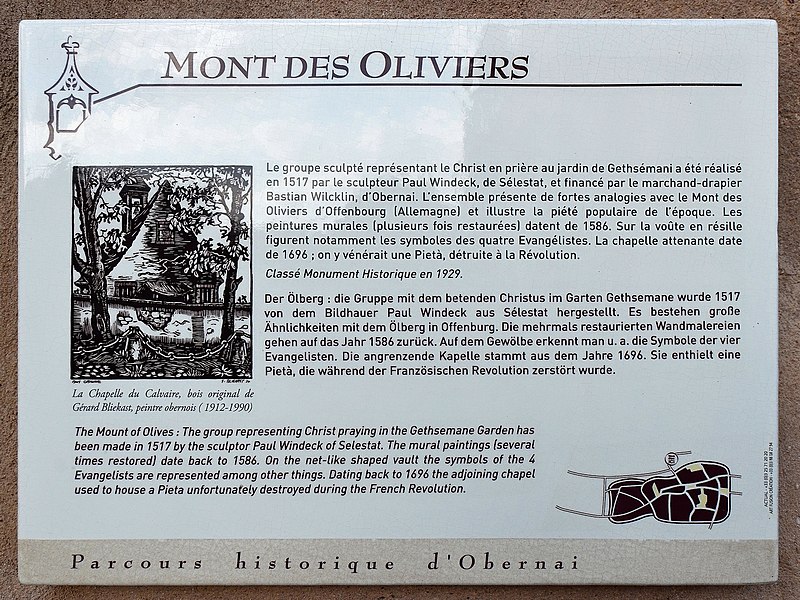 MONT DES OLIVIERS
Le groupe sculpté représentant le Christ en prière au jardin de Gethsémani a été réalisé
en 1517 par le sculpteur Paul Windeck, de Sélestat, et financé par le marchand-drapier
Bastian Wilcklin, d'Obernai. L'ensemble présente de fortes analogies avec le Mont des
Oliviers d'Offenbourg (Allemagne) et illustre la piété populaire de l'époque. Les
peintures murales (plusieurs fois restaurées) datent de 1586. Sur la voûte en résille
figurent notamment les symboles des quatre Evangélistes. La chapelle attenante date
de 1696 ; on y vénérait une Pietà, détruite à la Révolution.
Classé Monument Historique en 1929.
Der Ölberg : die Gruppe mit dem betenden Christus im Garten Gethsemane wurde 1517
von dem Bildhauer Paul Windeck aus Sélestat hergestellt. Es bestehen große
Ähnlichkeiten mit dem Ölberg in Offenburg. Die mehrmals restaurierten Wandmalereien
gehen auf das Jahr 1586 zurück. Auf dem Gewölbe erkennt man u. a. die Symbole der vier
Evangelisten. Die angrenzende Kapelle stammt aus dem Jahre 1696. Sie enthielt eine
Pietà, die während der Französischen Revolution zerstört wurde.
La Chapelle du Calvaire, bois original de
Gérard Bliekast, peintre obernois ( 1912-1990)
The Mount of Olives : The group representing Christ praying in the Gethsemane Garden has
been made in 1517 by the sculptor Paul Windeck of Selestat. The mural paintings (several
times restored) date back to 1586. On the net-like shaped vault the symbols of the 4
Evangelists are represented among other things. Dating back to 1696 the adjoining chapel
used to house a Pieta unfortunately destroyed during the French Revolution.
Parcours historique d'Obernai